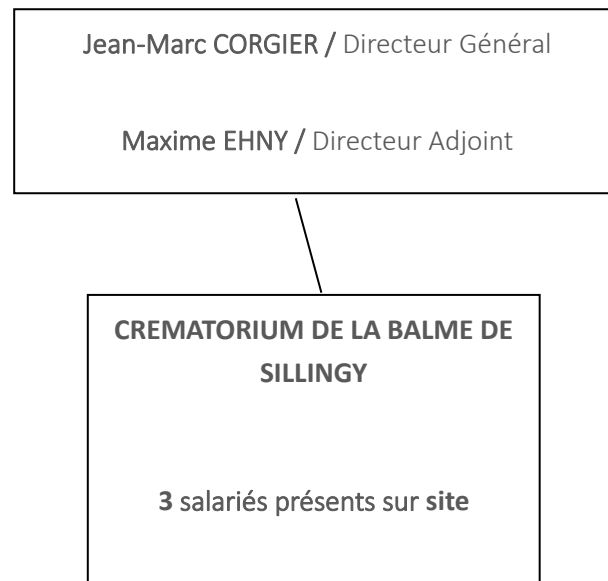 Jean-Marc CORGIER / Directeur Général
Maxime EHNY / Directeur Adjoint
CREMATORIUM DE LA BALME DE
SILLINGY
3 salariés présents sur site